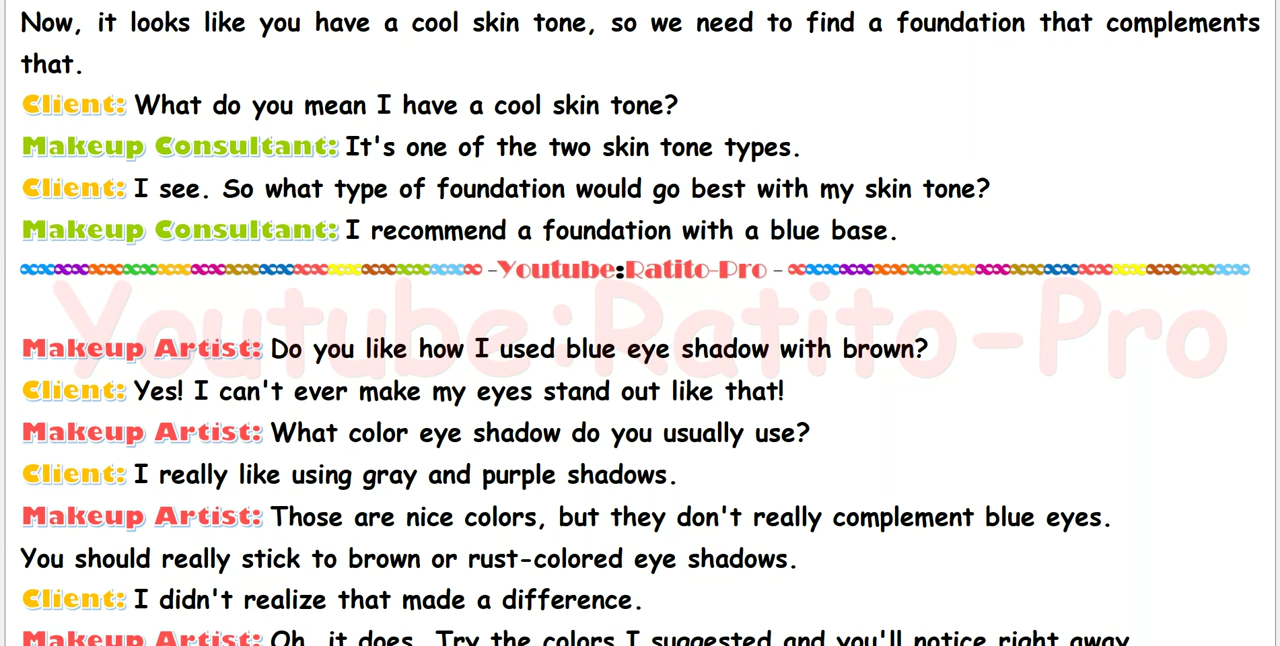 Now, it looks like you have a cool skin tone, so we need to find a foundation that complements
that.
Client: What do you mean I have a cool skin tone?
Makeup Consultant: It's one of the two skin tone types.
Client: I see. So what type of foundation would go best with my skin tone?
Makeup Consultant: I recommend a foundation with a blue base.
-Youtube:Ratito-Pro -
Youtube:Ratito-Pro
Makeup Artist: Do you like how I used blue eye shadow with brown?
Client: Yes! I can't ever make my eyes stand out like that!
Makeup Artist: What color eye shadow do you usually use?
Client: I really like using gray and purple shadows.
Makeup Artist: Those are nice colors, but they don't really complement blue eyes.
You should really stick to brown or rust-colored eye shadows.
Client: I didn't realize that made a difference.
Makeup Artist: Oh, it does. Try the colors I suggested and you'll notice right away.